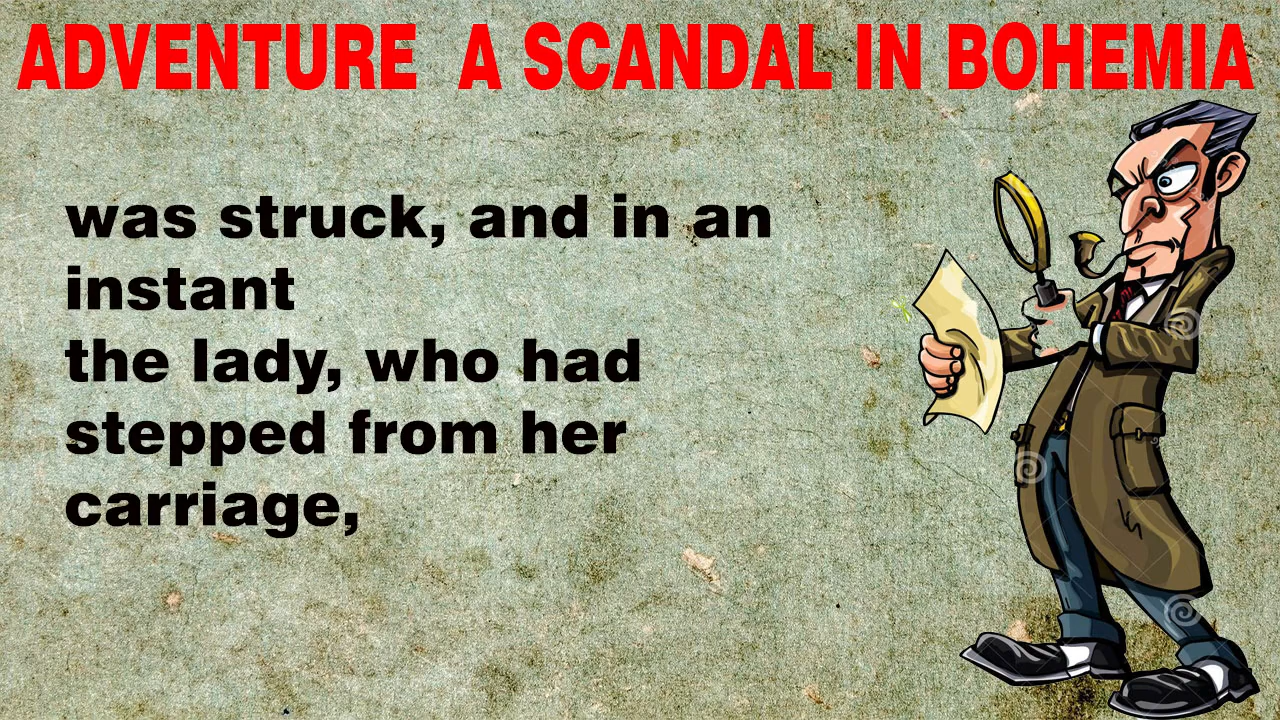 ADVENTURE A SCANDAL IN BOHEMIA
was struck, and in an
instant
the lady, who had
stepped from her
carriage,